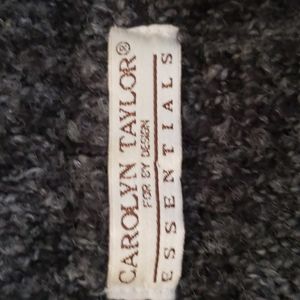 CAROLYN TAYLOR®
FOR BY DESIGN
ESSENTIALS